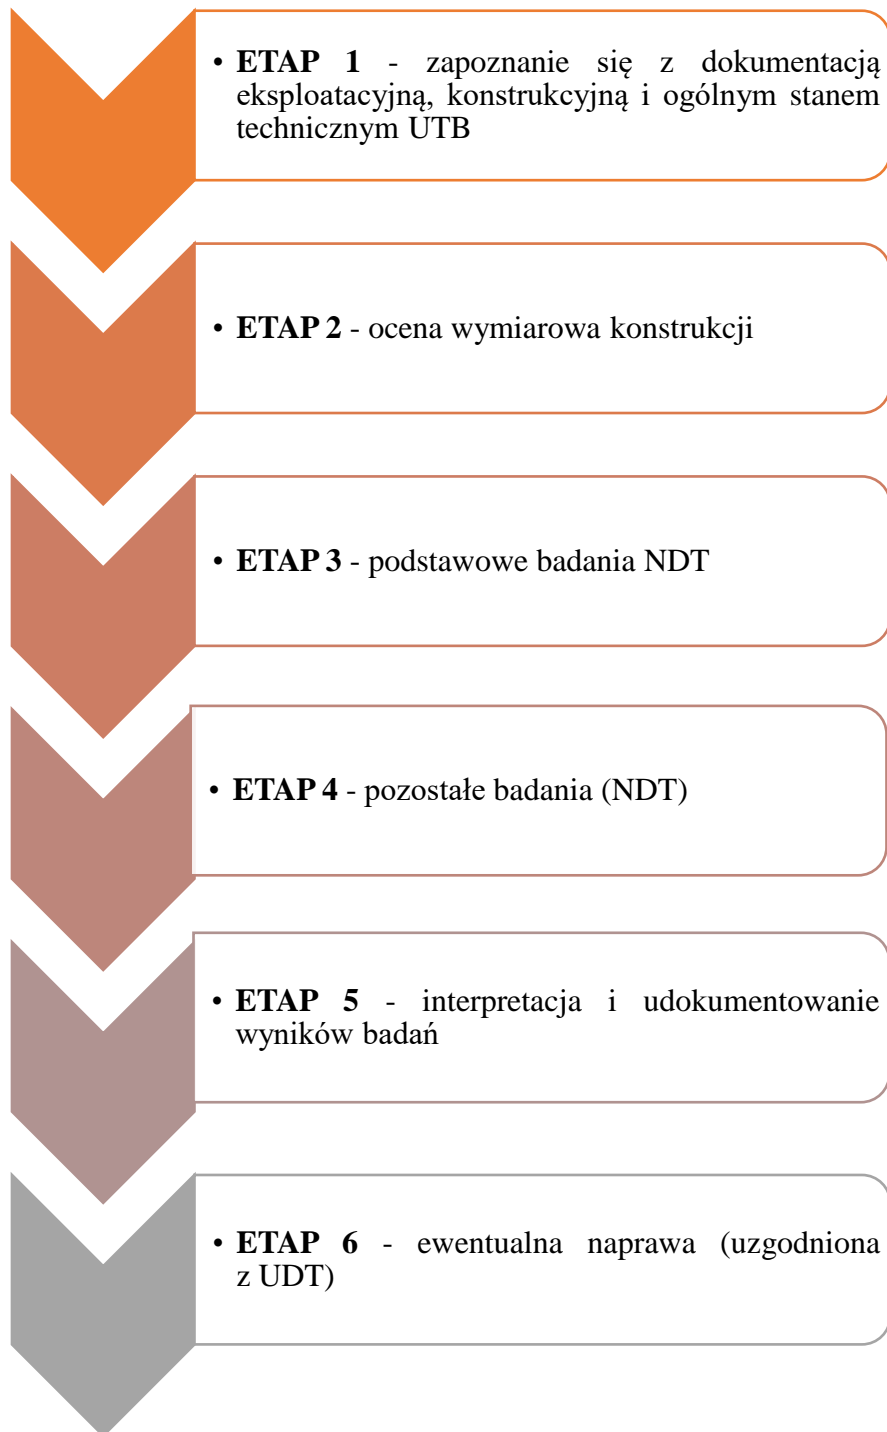 • ETAP 1 - zapoznanie się z dokumentacją
eksploatacyjną, konstrukcyjną i ogólnym stanem
technicznym UTB
• ETAP 2 - ocena wymiarowa konstrukcji
• ETAP 3 - podstawowe badania NDT
• ETAP 4 - pozostałe badania (NDT)
• ETAP 5 - interpretacja i udokumentowanie
wyników badań
• ETAP 6 - ewentualna naprawa (uzgodniona
z UDT)